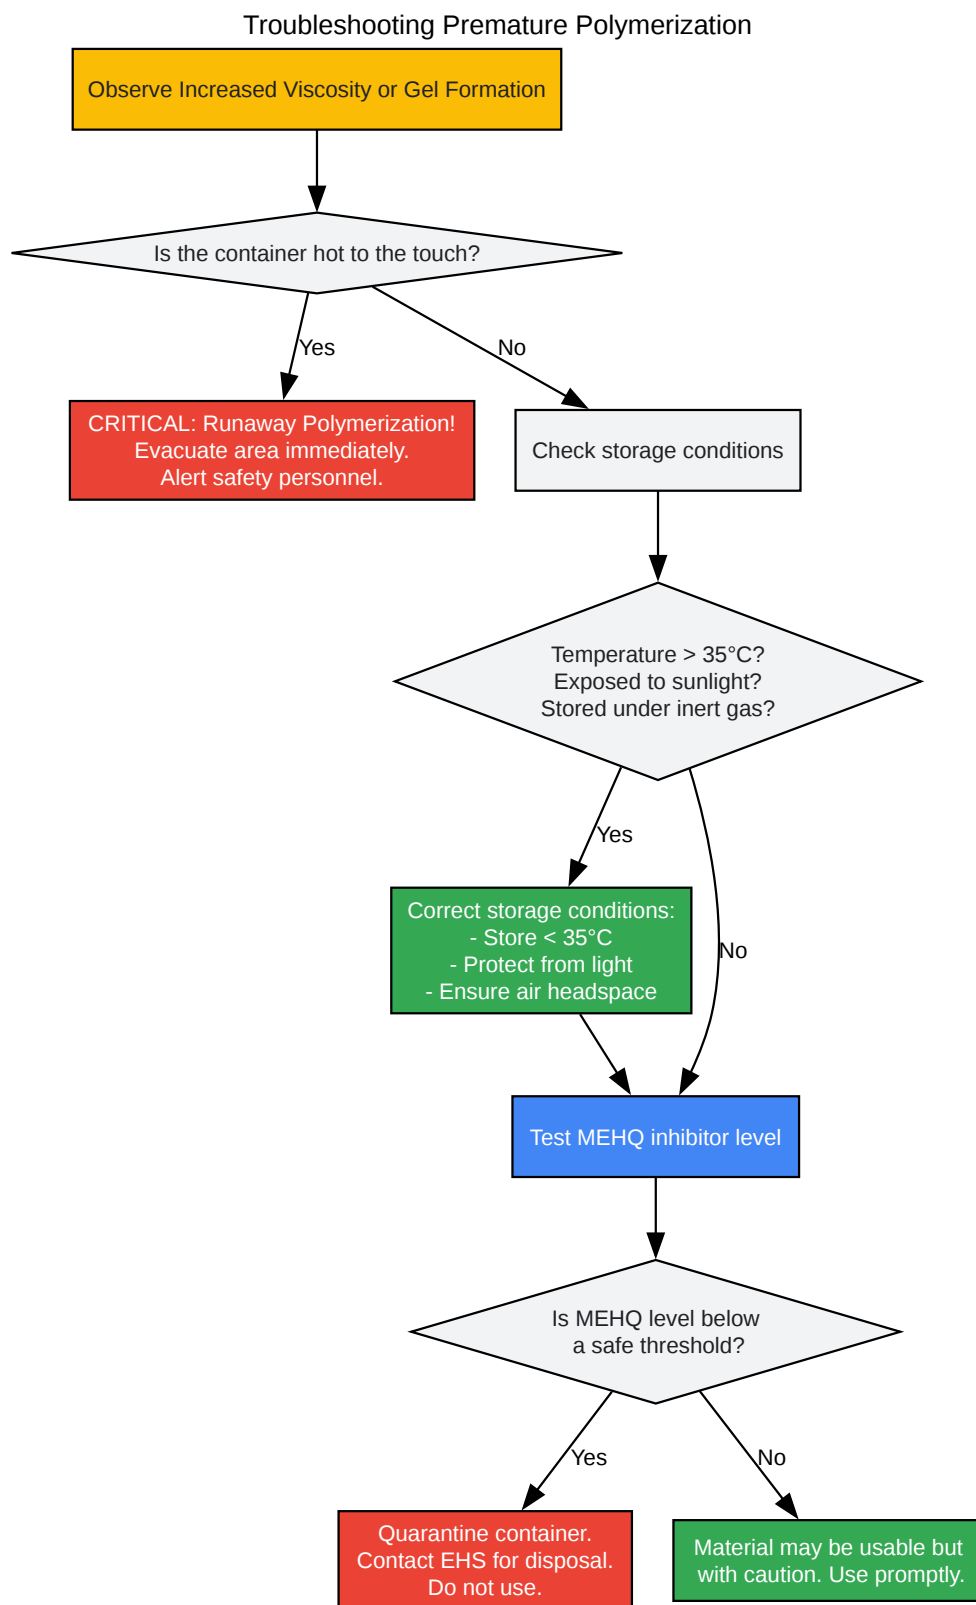 Troubleshooting Premature Polymerization
Observe Increased Viscosity or Gel Formation
Is the container hot to the touch?
Yes
No
CRITICAL: Runaway Polymerization!
Evacuate area immediately.
Alert safety personnel.
Check storage conditions
Temperature > 35°C?
Exposed to sunlight?
Stored under inert gas?
Yes
Correct storage conditions:
- Store < 35°C
- Protect from light
- Ensure air headspace
No
Test MEHQ inhibitor level
Is MEHQ level below
a safe threshold?
Yes
No
Quarantine container.
Contact EHS for disposal.
Do not use.
Material may be usable but
with caution. Use promptly.